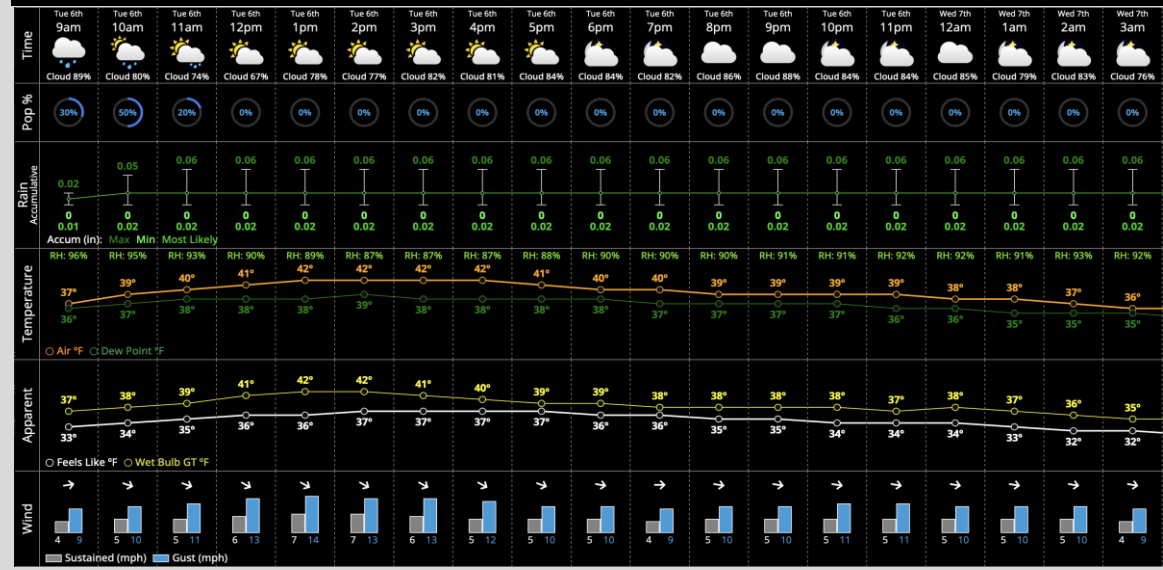 Tue 6th Tue 6th Tue 6th Tue 6th Tue 6th Tue 6th Tue 6th Tue 6th Tue 6th Tue 6th Tue 6th Tue 6th Tue 6th Tue 6th Tue 6th Wed 7th Wed 7th Wed 7th Wed 7th
Time 9am 10am 11am 12pm 1pm 2pm 3pm 4pm 5pm 6pm 7pm 8pm 9pm 10pm 11pm 12am 1am 2am 3am
Cloud 89% Cloud 80% Cloud 74% Cloud 67% Cloud 78% Cloud 77% Cloud 82% Cloud 81% Cloud 84% Cloud 84% Cloud 82% Cloud 86% Cloud 88% Cloud 84% Cloud 84% Cloud 85% Cloud 79% Cloud 83% Cloud 76%
Pop % 30% 50% 20% 0% 0% 0% 0% 0% 0% 0% 0% 0% 0% 0% 0% 0% 0% 0% 0%
Rain Accumulative
0.02 0.05 0.06 0.06 0.06 0.06 0.06 0.06 0.06 0.06 0.06 0.06 0.06 0.06 0.06 0.06 0.06 0.06 0.06
0 0 0 0 0 0 0 0 0 0 0 0 0 0 0 0 0 0 0
0.01 0.02 0.02 0.02 0.02 0.02 0.02 0.02 0.02 0.02 0.02 0.02 0.02 0.02 0.02 0.02 0.02 0.02 0.02
Accum (in): Max Min Most Likely
Temperature
RH: 96% RH: 95% RH: 93% RH: 90% RH: 89% RH: 87% RH: 87% RH: 87% RH: 88% RH: 90% RH: 90% RH: 90% RH: 91% RH: 91% RH: 92% RH: 92% RH: 91% RH: 93% RH: 92%
37° 39° 40° 41° 42° 42° 42° 42° 41° 40° 40° 39° 39° 39° 39° 38° 38° 37° 36°
36° 37° 38° 38° 38° 39° 38° 38° 38° 38° 37° 37° 37° 37° 36° 36° 35° 35° 35°
Air °F Dew Point °F
Apparent
37° 38° 39° 41° 42° 42° 41° 40° 39° 39° 38° 38° 38° 38° 37° 38° 37° 36° 35°
33° 34° 35° 36° 36° 37° 37° 37° 37° 36° 36° 35° 35° 34° 34° 34° 33° 32° 32°
Feels Like °F Wet Bulb GT °F
Wind
4 9 5 10 5 11 6 13 7 14 7 13 6 13 5 12 5 10 5 10 4 9 5 10 5 10 5 11 5 11 5 10 5 10 5 10 4 9
Sustained (mph) Gust (mph)